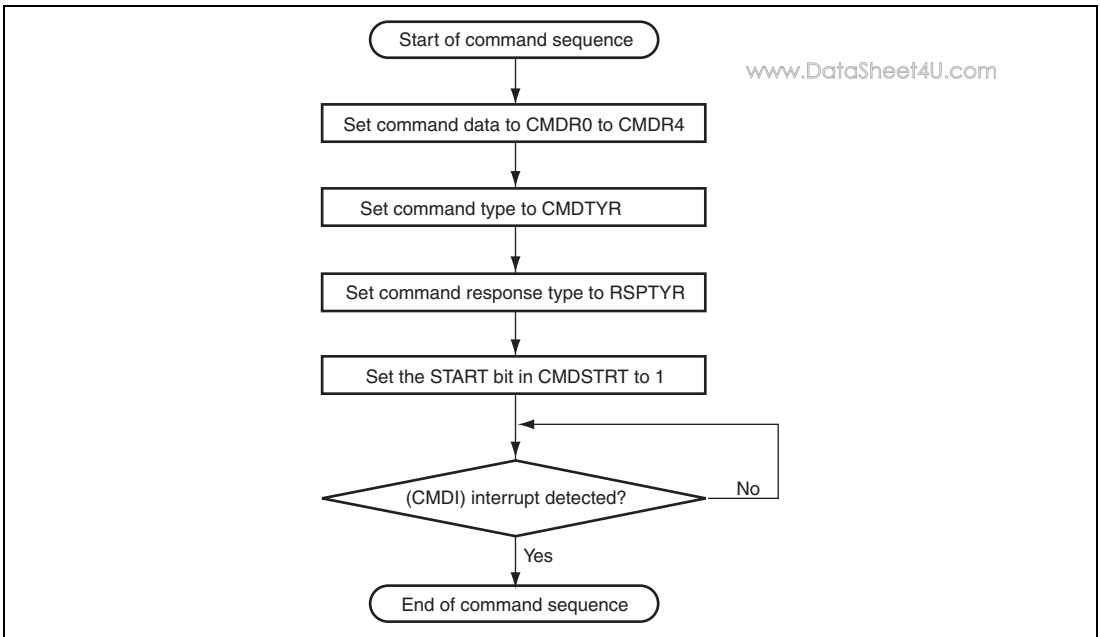 Start of command sequence
www.DataSheet4U.com
Set command data to CMDR0 to CMDR4
Set command type to CMDTYR
Set command response type to RSPTYR
Set the START bit in CMDSTRT to 1
(CMDI) interrupt detected?
No
Yes
End of command sequence